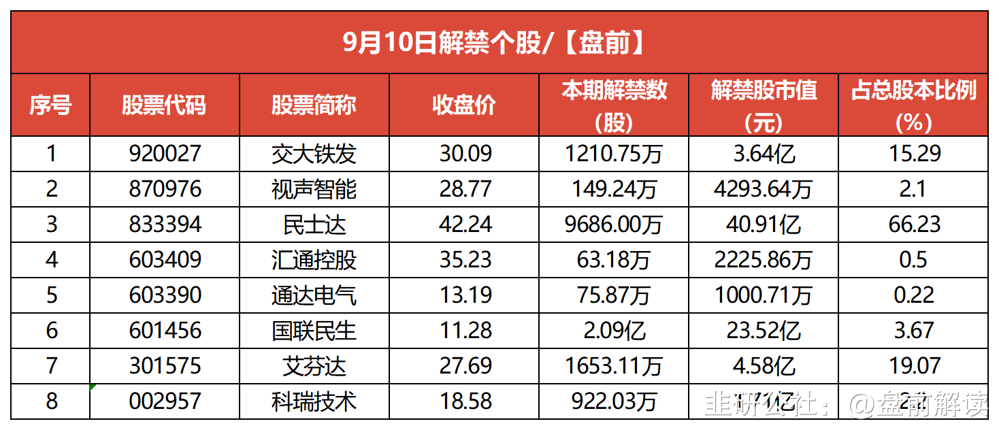 9月10日解禁个股/【盘前】
序号 股票代码 股票简称 收盘价 本期解禁数(股) 解禁股市值(元) 占总股本比例(%)
1 920027 交大铁发 30.09 1210.75万 3.64亿 15.29
2 870976 视声智能 28.77 149.24万 4293.64万 2.1
3 833394 民士达 42.24 9686.00万 40.91亿 66.23
4 603409 汇通控股 35.23 63.18万 2225.86万 0.5
5 603390 通达电气 13.19 75.87万 1000.71万 0.22
6 601456 国联民生 11.28 2.09亿 23.52亿 3.67
7 301575 艾芬达 27.69 1653.11万 4.58亿 19.07
8 002957 科瑞技术 18.58 922.03万 1.71亿 2.2
韭研公社：@盘前解读